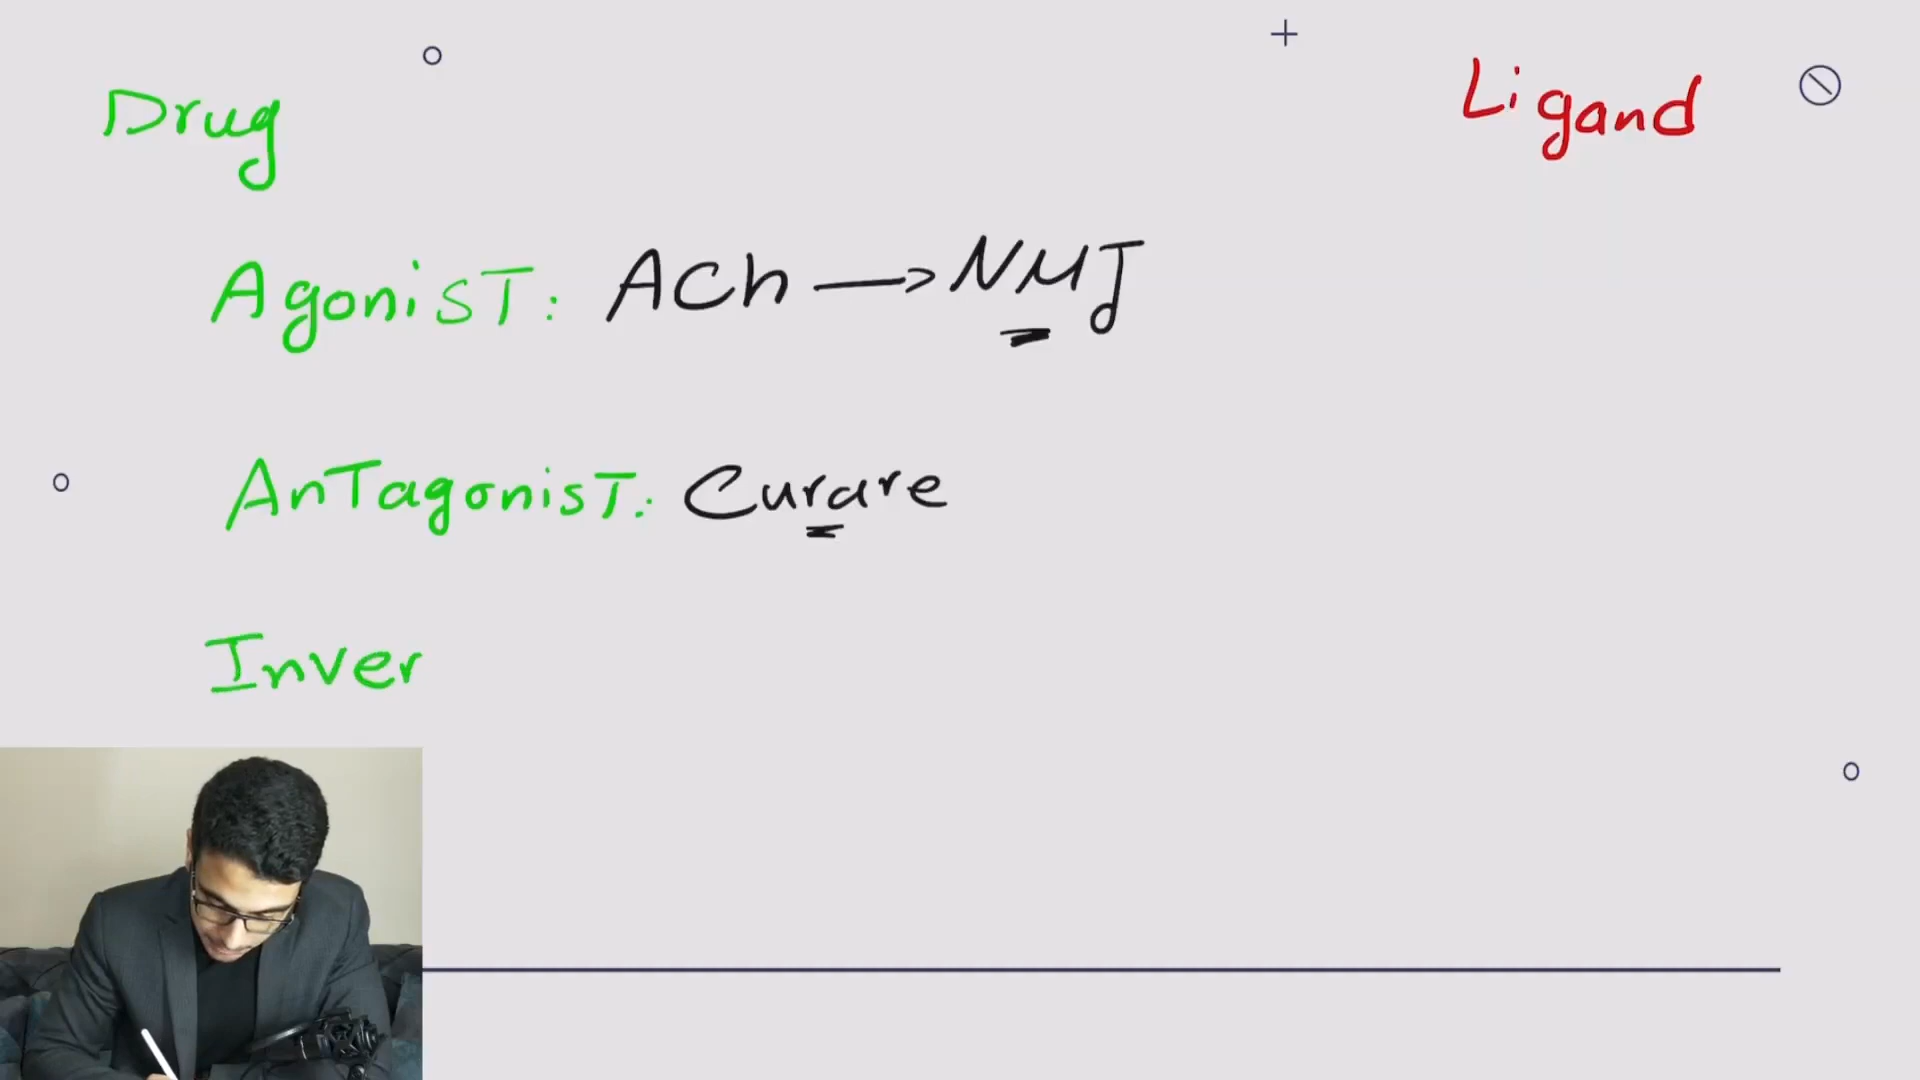 Drug
Ligand
Agonist: ACh → NMJ
Antagonist: Curare
Inver